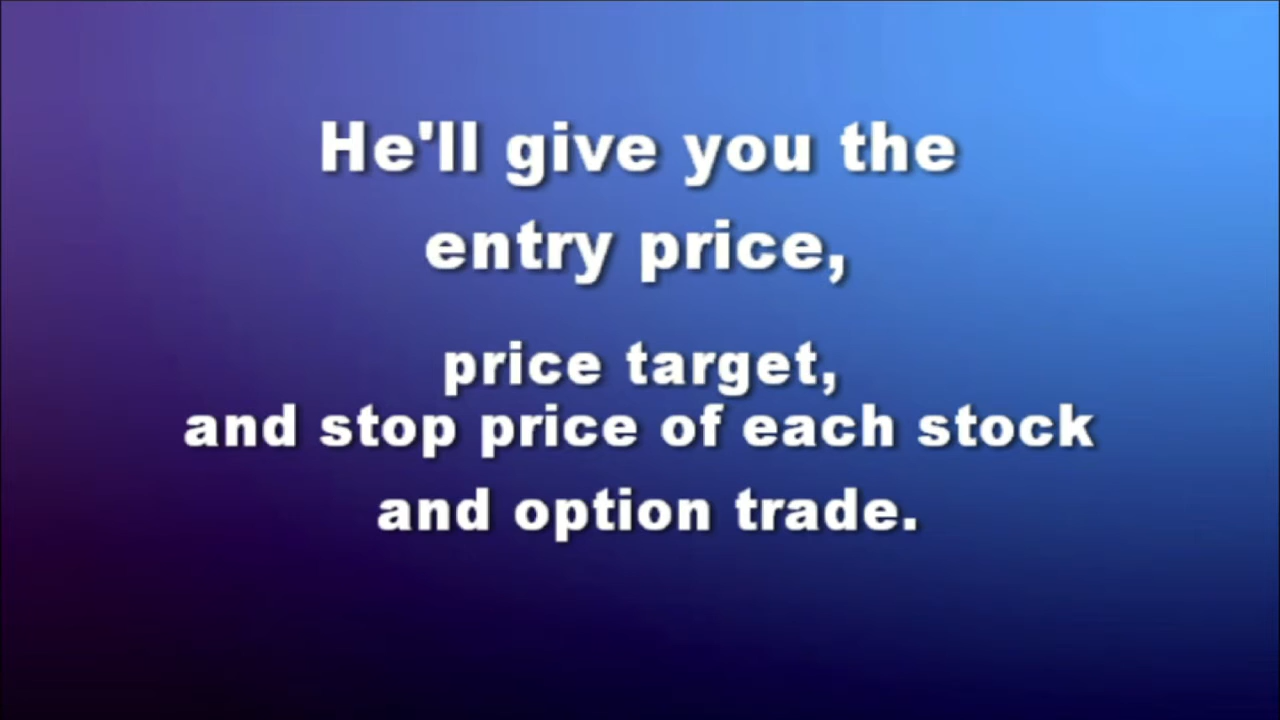 He'll give you the
entry price,
price target,
and stop price of each stock
and option trade.